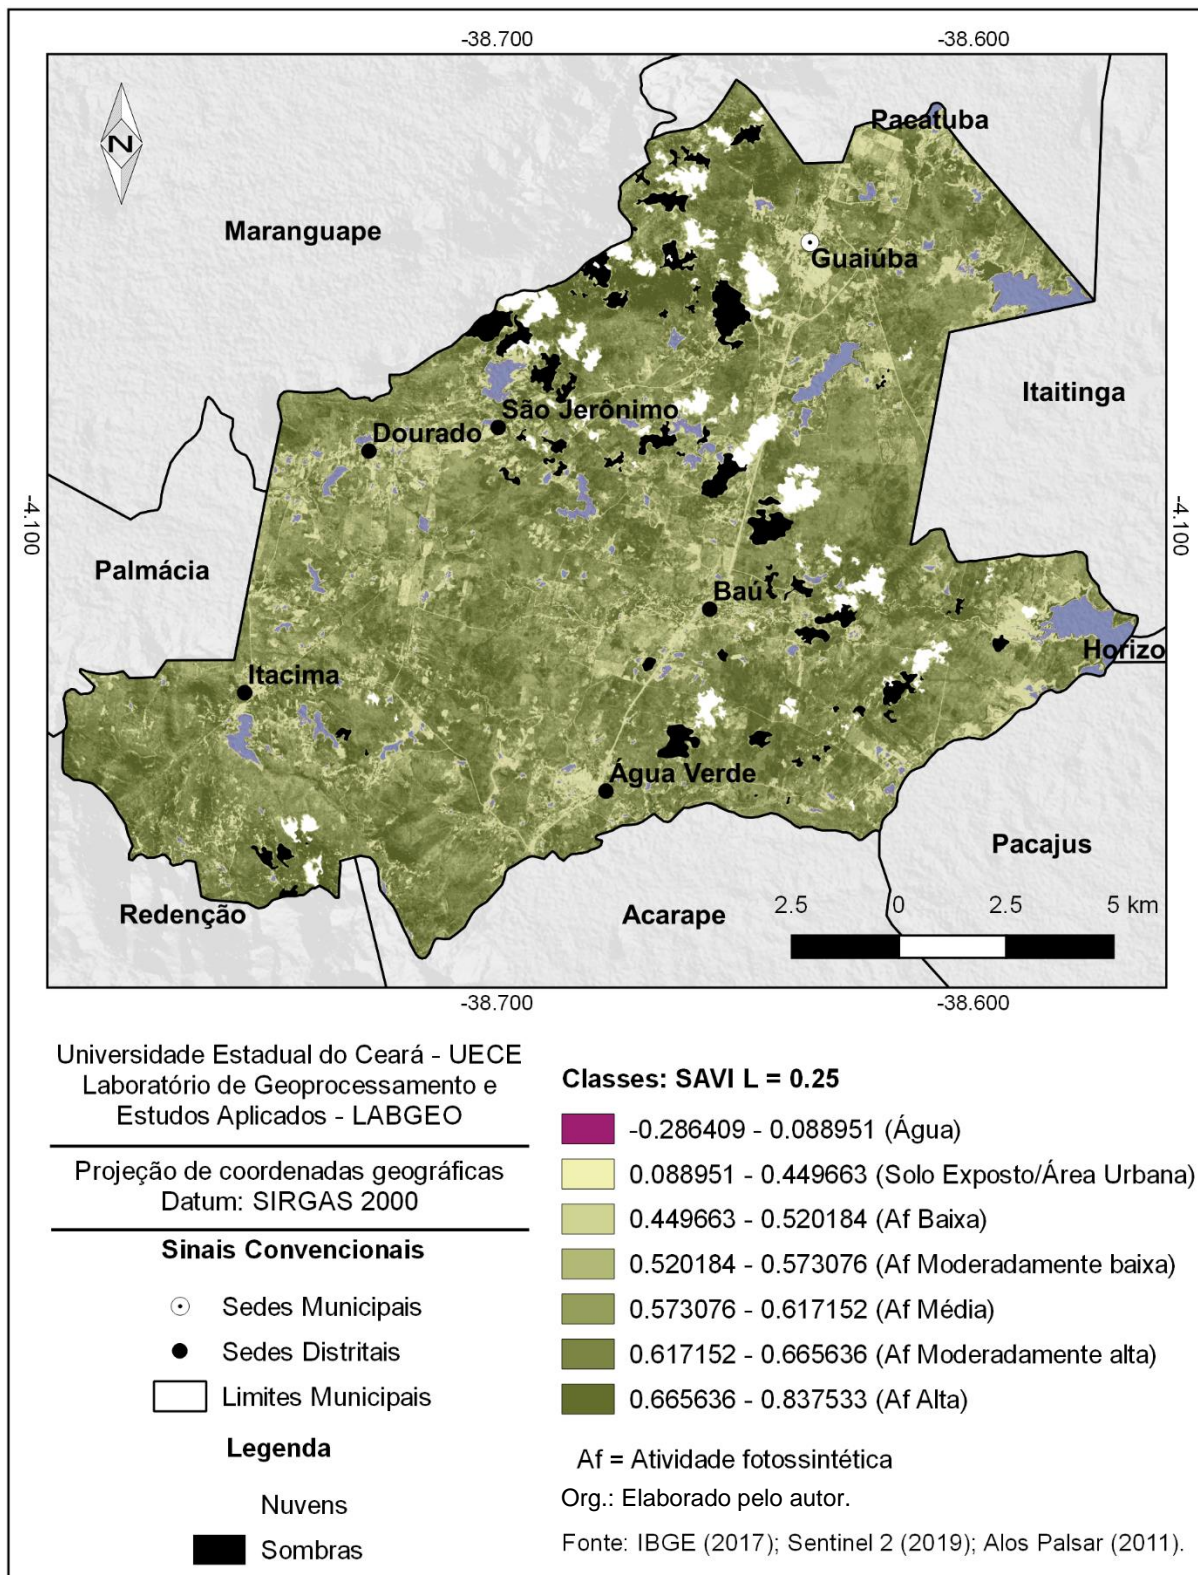 -38.700
-38.600
N
Pacatuba
Maranguape
Guaiúba
Itaitinga
São Jerônimo
Dourado
-4.100
-4.100
Palmácia
Baú
Horizo
Itacima
Água Verde
Pacajus
Redenção
Acarape
2.5 0 2.5 5 km
-38.700
-38.600
Universidade Estadual do Ceará - UECE
Laboratório de Geoprocessamento e
Estudos Aplicados - LABGEO
Projeção de coordenadas geográficas
Datum: SIRGAS 2000
Sinais Convencionais
Sedes Municipais
Sedes Distritais
Limites Municipais
Legenda
Nuvens
Sombras
Classes: SAVI L = 0.25
-0.286409 - 0.088951 (Água)
0.088951 - 0.449663 (Solo Exposto/Área Urbana)
0.449663 - 0.520184 (Af Baixa)
0.520184 - 0.573076 (Af Moderadamente baixa)
0.573076 - 0.617152 (Af Média)
0.617152 - 0.665636 (Af Moderadamente alta)
0.665636 - 0.837533 (Af Alta)
Af = Atividade fotossintética
Org.: Elaborado pelo autor.
Fonte: IBGE (2017); Sentinel 2 (2019); Alos Palsar (2011).